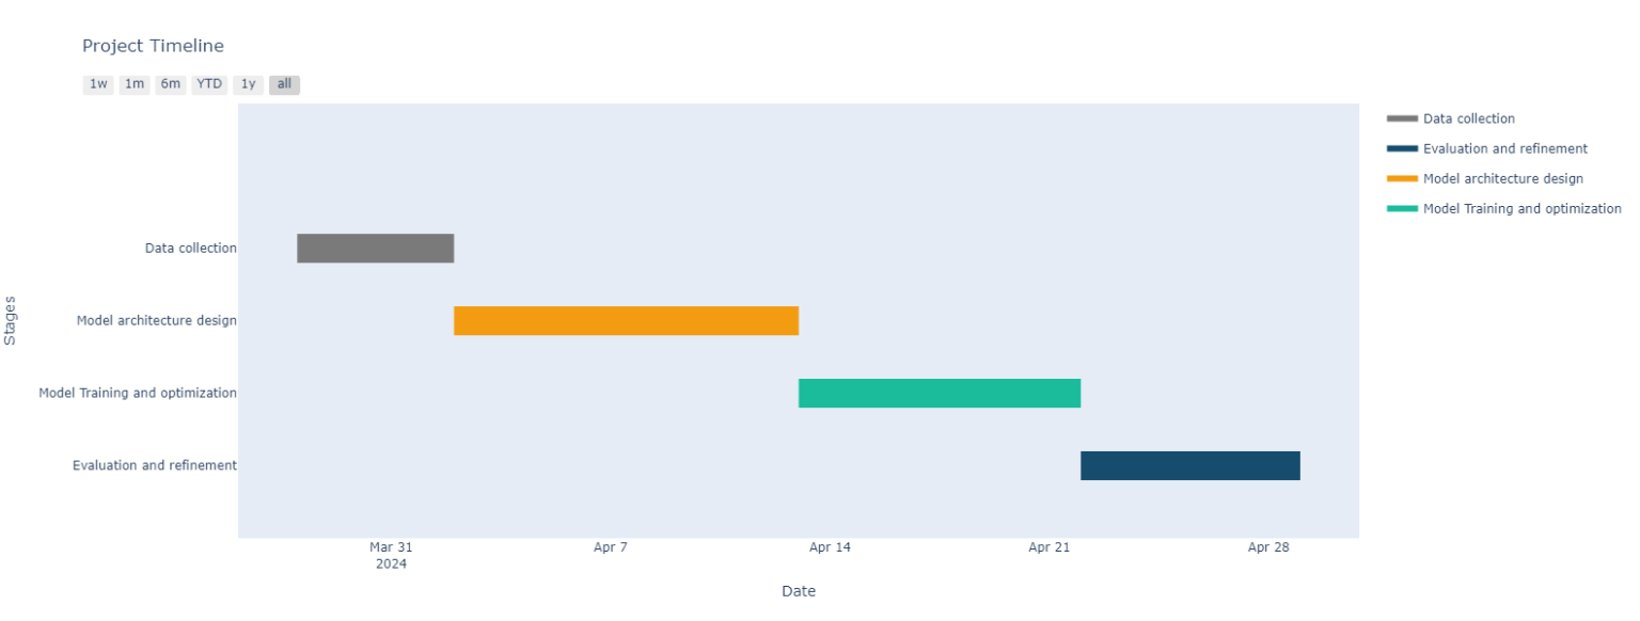 Project Timeline
1w 1m 6m YTD 1y all
Data collection
Evaluation and refinement
Model architecture design
Model Training and optimization
Stages
Data collection
Model architecture design
Model Training and optimization
Evaluation and refinement
Mar 31 Apr 7 Apr 14 Apr 21 Apr 28
2024
Date